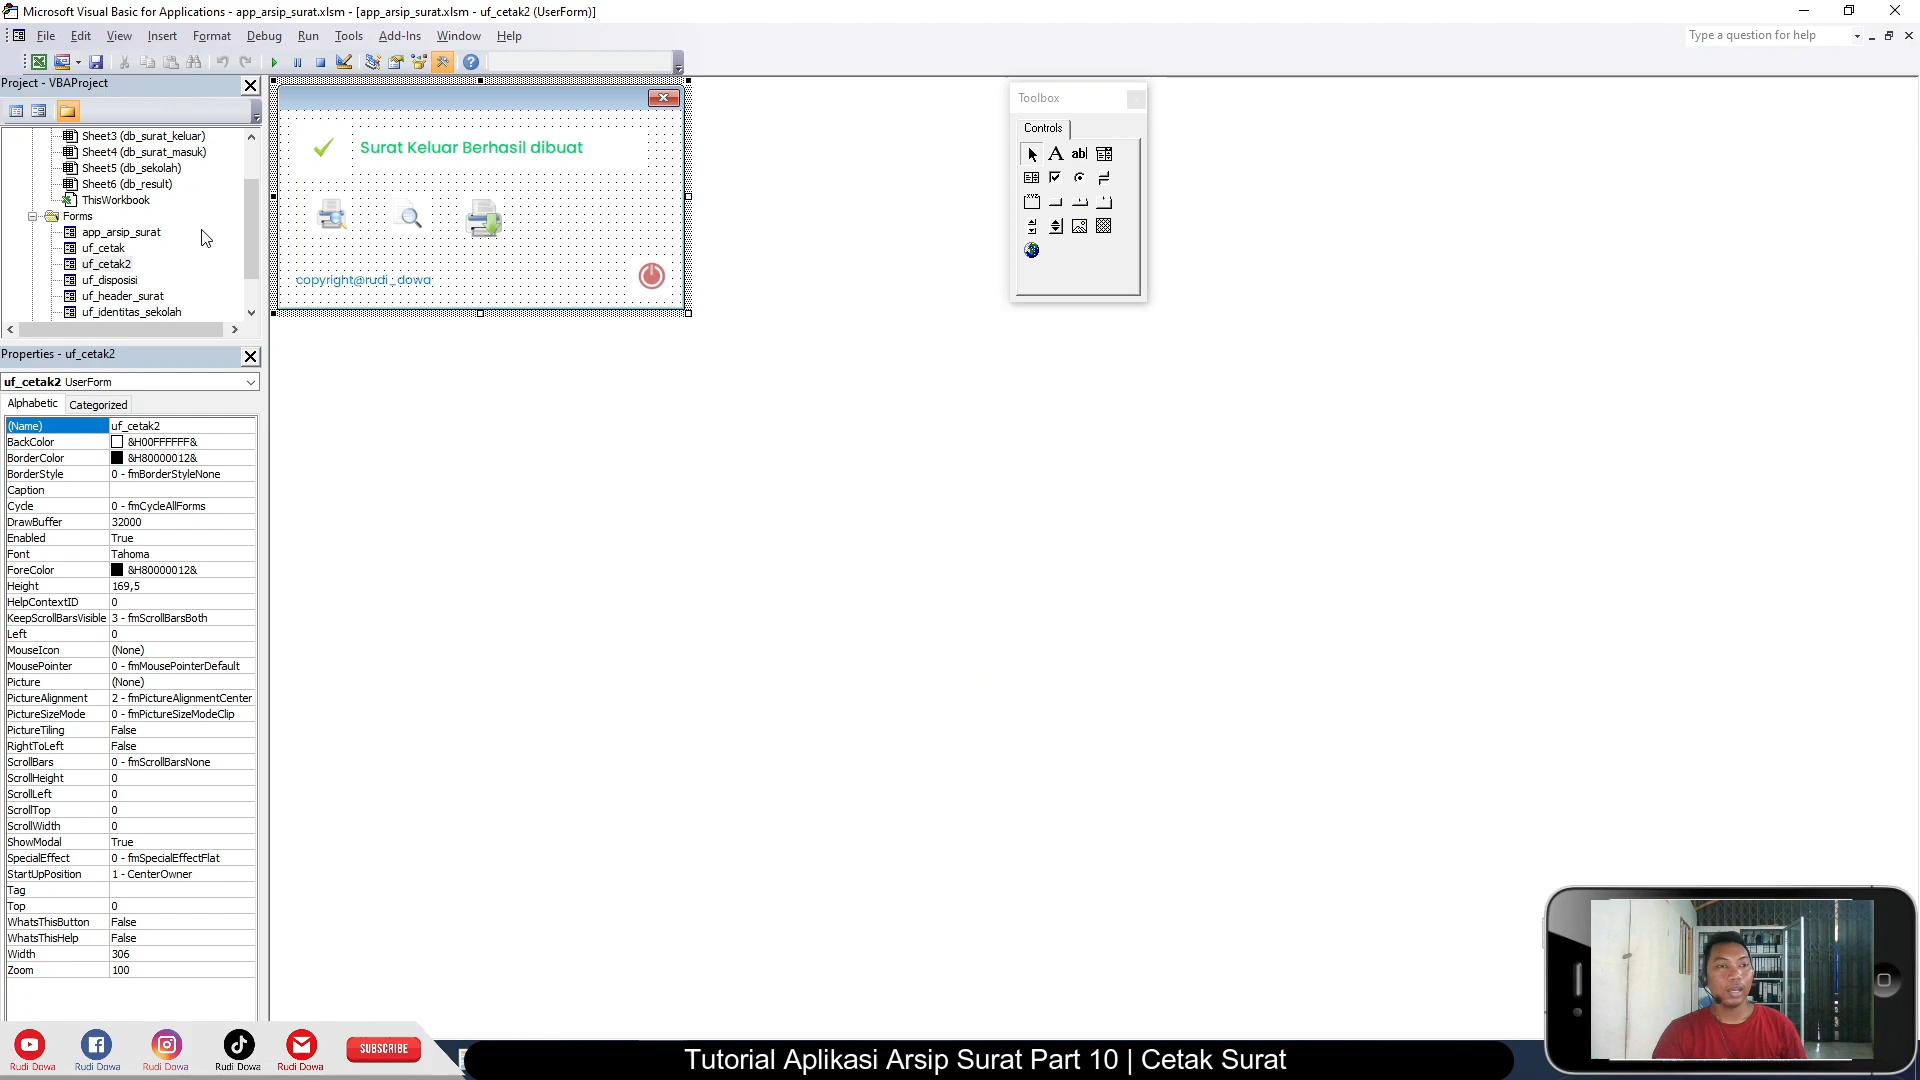 Microsoft Visual Basic for Applications - app_arsip_surat.xlsm - [app_arsip_surat.xlsm - uf_cetak2 (UserForm)]
File Edit View Insert Format Debug Run Tools Add-Ins Window Help
Type a question for help
Project - VBAProject
Sheet3 (db_surat_keluar)
Sheet4 (db_surat_masuk)
Sheet5 (db_sekolah)
Sheet6 (db_result)
ThisWorkbook
Forms
app_arsip_surat
uf_cetak
uf_cetak2
uf_disposisi
uf_header_surat
uf_identitas_sekolah
Surat Keluar Berhasil dibuat
copyright@rudi_dowa
Toolbox
Controls
A abl
Properties - uf_cetak2
uf_cetak2 UserForm
Alphabetic Categorized
(Name) uf_cetak2
BackColor &H00FFFFFF&
BorderColor &H80000012&
BorderStyle 0 - fmBorderStyleNone
Caption
Cycle 0 - fmCycleAllForms
DrawBuffer 32000
Enabled True
Font Tahoma
ForeColor &H80000012&
Height 169,5
HelpContextID 0
KeepScrollBarsVisible 3 - fmScrollBarsBoth
Left 0
MouseIcon (None)
MousePointer 0 - fmMousePointerDefault
Picture (None)
PictureAlignment 2 - fmPictureAlignmentCenter
PictureSizeMode 0 - fmPictureSizeModeClip
PictureTiling False
RightToLeft False
ScrollBars 0 - fmScrollBarsNone
ScrollHeight 0
ScrollLeft 0
ScrollTop 0
ScrollWidth 0
ShowModal True
SpecialEffect 0 - fmSpecialEffectFlat
StartUpPosition 1 - CenterOwner
Tag
Top 0
WhatsThisButton False
WhatsThisHelp False
Width 306
Zoom 100
Rudi Dowa Rudi Dowa Rudi Dowa Rudi Dowa Rudi Dowa
SUBSCRIBE
Tutorial Aplikasi Arsip Surat Part 10 | Cetak Surat